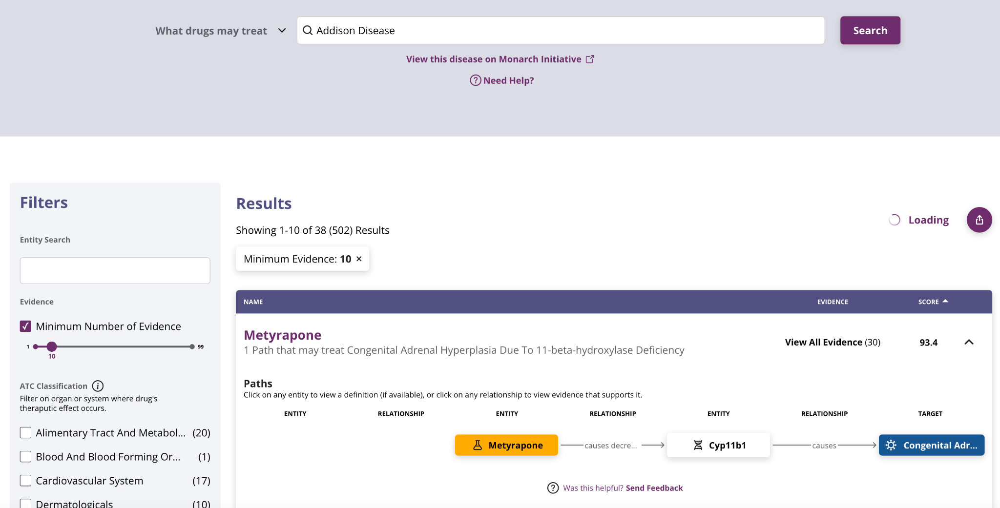 What drugs may treat
Addison Disease
Search
View this disease on Monarch Initiative
Need Help?
Filters
Entity Search
Evidence
Minimum Number of Evidence
1
99
10
ATC Classification
Filter on organ or system where drug's
theraputic effect occurs.
Alimentary Tract And Metabol... (20)
Blood And Blood Forming Or... (1)
Cardiovascular System (17)
Dermatologicals (10)
Results
Showing 1-10 of 38 (502) Results
Loading
Minimum Evidence: 10 ×
NAME EVIDENCE SCORE
Metyrapone
1 Path that may treat Congenital Adrenal Hyperplasia Due To 11-beta-hydroxylase Deficiency
View All Evidence (30) 93.4
Paths
Click on any entity to view a definition (if available), or click on any relationship to view evidence that supports it.
ENTITY RELATIONSHIP ENTITY RELATIONSHIP ENTITY RELATIONSHIP TARGET
Metyrapone causes decre... Cyp11b1 causes Congenital Adr...
Was this helpful? Send Feedback